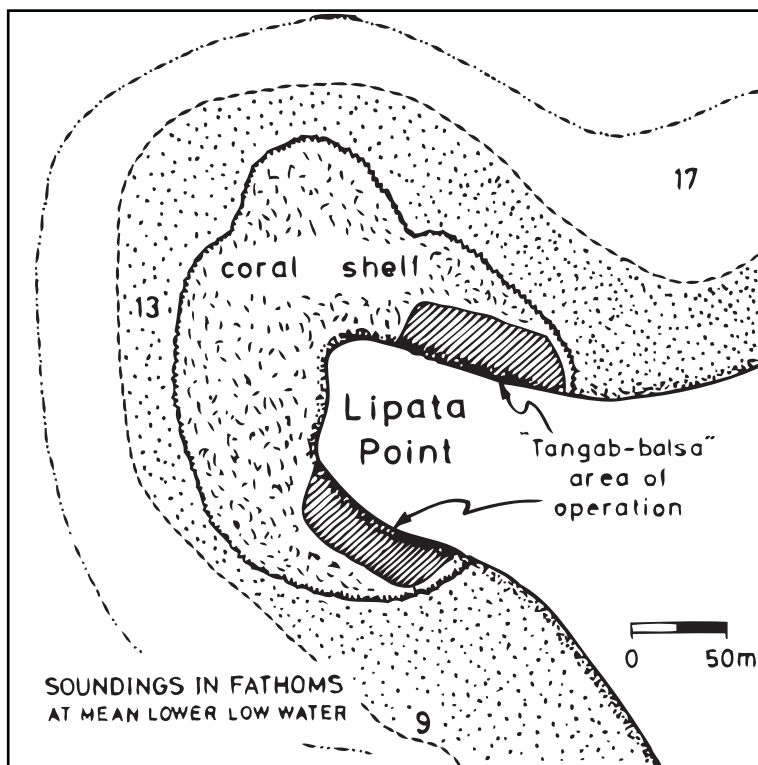 17
coral shell
13
Lipata
Point
"Tangab-balsa"
area of
operation
0 50m
SOUNDINGS IN FATHOMS
AT MEAN LOWER LOW WATER
9